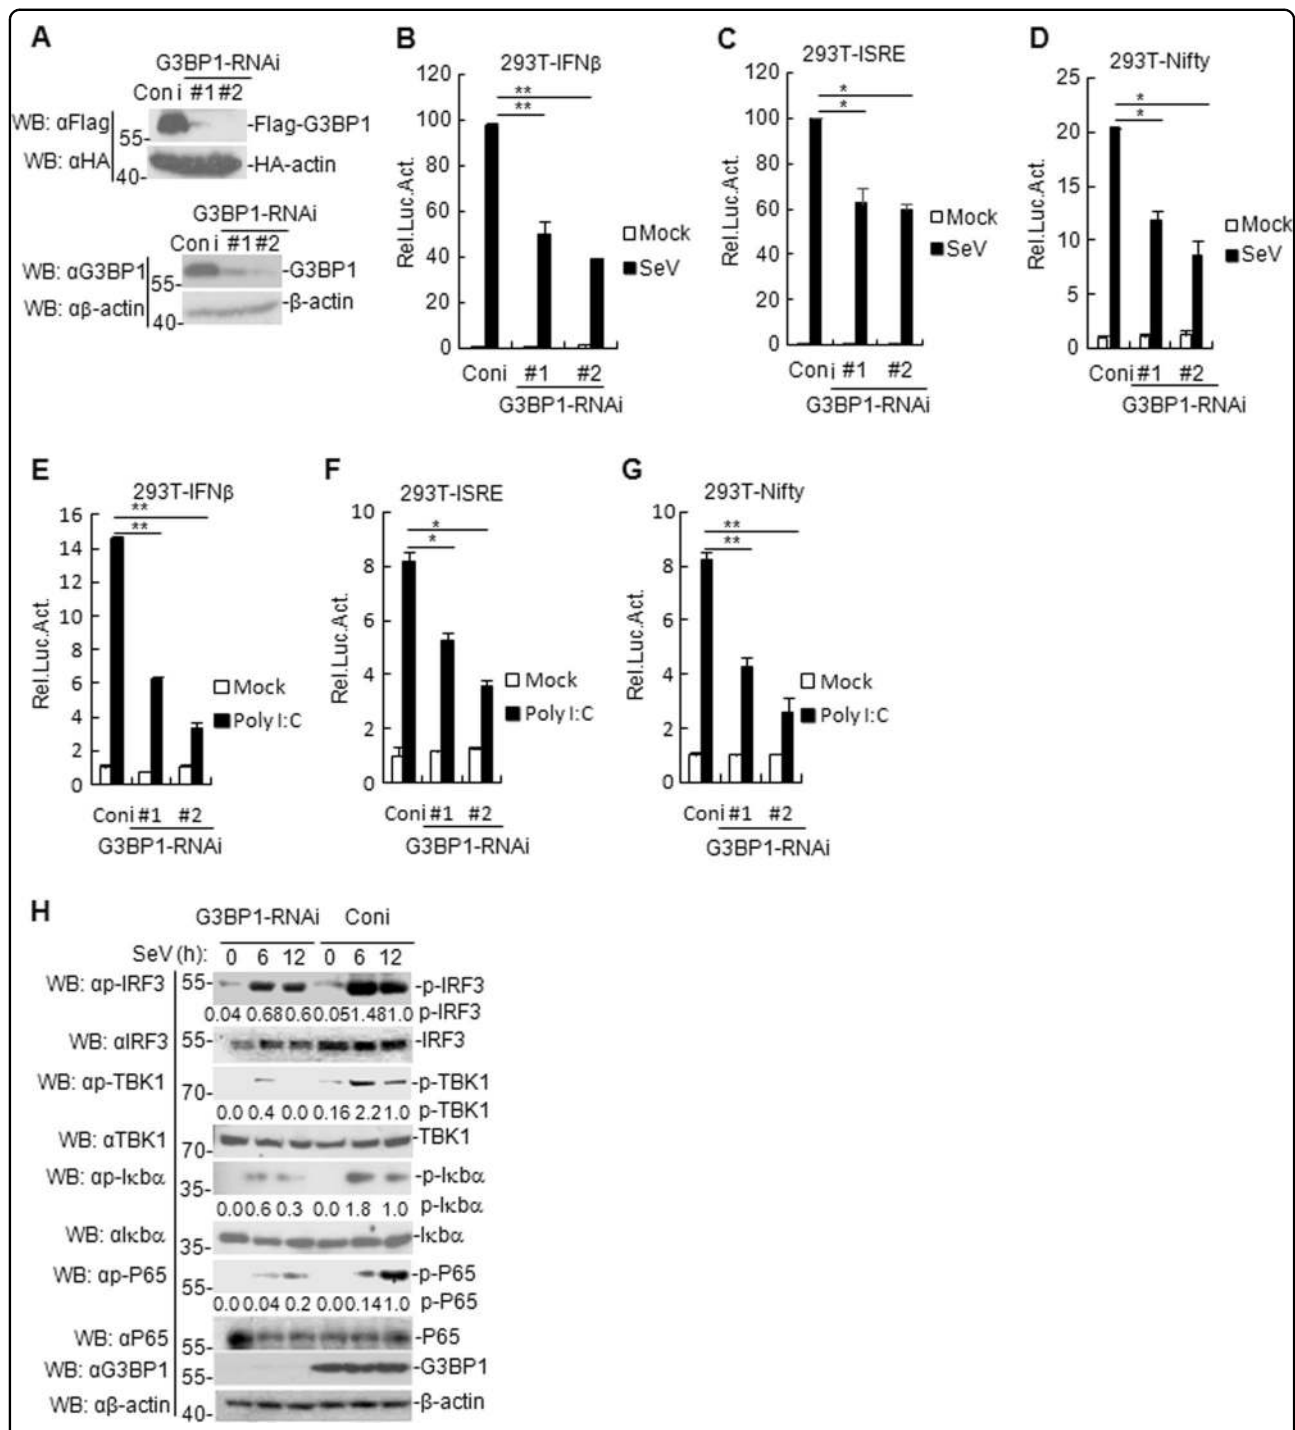 A
G3BP1-RNAi
Con i #1 #2
WB: αFlag
55-
-Flag-G3BP1
WB: αHA
40-
-HA-actin
G3BP1-RNAi
Con i #1 #2
WB: αG3BP1
55-
-G3BP1
WB: αβ-actin
40-
-β-actin
B
293T-IFNβ
120
100
80
60
40
20
0
Rel.Luc.Act.
**
**
Mock
SeV
Coni #1 #2
G3BP1-RNAi
C
293T-ISRE
120
100
80
60
40
20
0
Rel.Luc.Act.
*
*
Mock
SeV
Coni #1 #2
G3BP1-RNAi
D
293T-Nifty
25
20
15
10
5
0
Rel.Luc.Act.
*
*
Mock
SeV
Coni #1 #2
G3BP1-RNAi
E
293T-IFNβ
16
14
12
10
8
6
4
2
0
Rel.Luc.Act.
**
**
Mock
Poly I:C
Coni #1 #2
G3BP1-RNAi
F
293T-ISRE
10
8
6
4
2
0
Rel.Luc.Act.
*
*
Mock
Poly I:C
Coni #1 #2
G3BP1-RNAi
G
293T-Nifty
10
8
6
4
2
0
Rel.Luc.Act.
**
**
Mock
Poly I:C
Coni #1 #2
G3BP1-RNAi
H
G3BP1-RNAi Coni
SeV (h): 0 6 12 0 6 12
WB: αp-IRF3 55- -p-IRF3
0.04 0.68 0.6 0.05 1.48 1.0 p-IRF3
WB: αIRF3 55- -IRF3
WB: αp-TBK1 70- -p-TBK1
0.0 0.4 0.0 0.16 2.2 1.0 p-TBK1
WB: αTBK1 70- -TBK1
WB: αp-Iκbα 35- -p-Iκbα
0.0 0.6 0.3 0.0 1.8 1.0 p-Iκbα
WB: αIκbα 35- -Iκbα
WB: αp-P65 55- -p-P65
0.0 0.04 0.2 0.0 0.14 1.0 p-P65
WB: αP65 55- -P65
WB: αG3BP1 55- -G3BP1
WB: αβ-actin 40- -β-actin